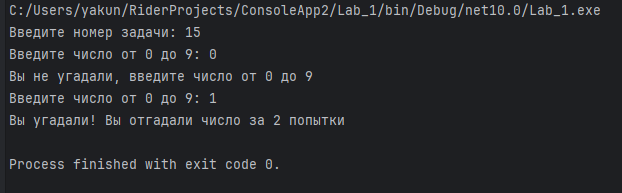 C:/Users/yakun/RiderProjects/ConsoleApp2/Lab_1/bin/Debug/net10.0/Lab_1.exe
Введите номер задачи: 15
Введите число от 0 до 9: 0
Вы не угадали, введите число от 0 до 9
Введите число от 0 до 9: 1
Вы угадали! Вы отгадали число за 2 попытки
Process finished with exit code 0.